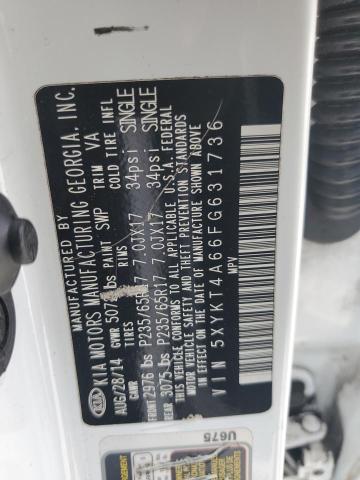 KIA KIA MOTORS MANUFACTURING GEORGIA, INC.
AUG/28/14 PAINT SWP TRIM VA
GVWR 507 lbs TIRES RIMS COLD TIRE INFL
GAWR
FRONT 2976 lbs P235/65R17 7.0JX17 34psi SINGLE
REAR 3075 lbs P235/65R17 7.0JX17 34psi SINGLE
THIS VEHICLE CONFORMS TO ALL APPLICABLE U.S.A. FEDERAL
MOTOR VEHICLE SAFETY AND THEFT PREVENTION STANDARDS
IN EFFECT ON THE DATE OF MANUFACTURE SHOWN ABOVE
VIN 5XYKT4A66FG631736
MPV
U675